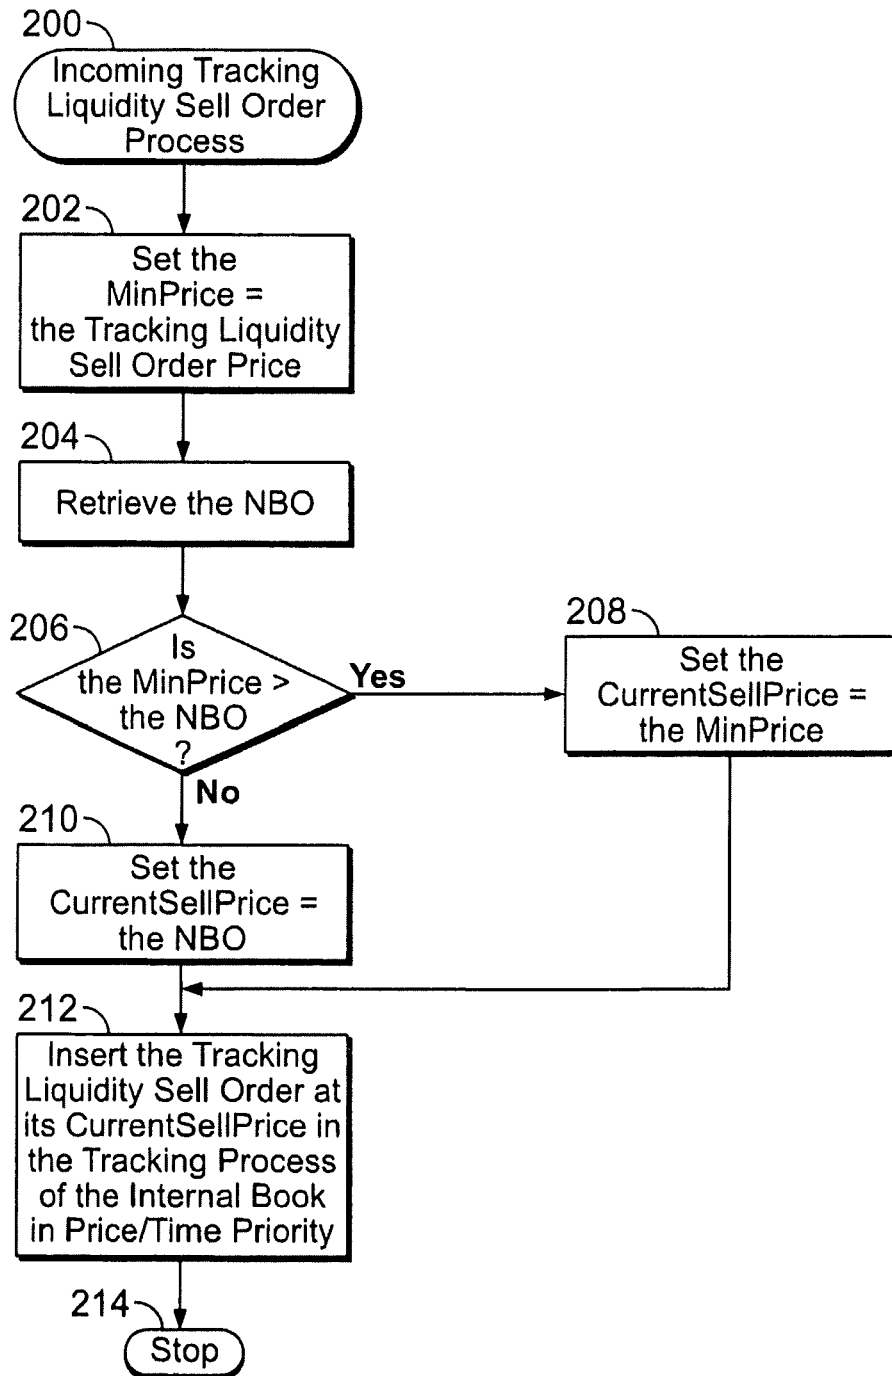 200
Incoming Tracking
Liquidity Sell Order
Process
202
Set the
MinPrice =
the Tracking Liquidity
Sell Order Price
204
Retrieve the NBO
206
Is
the MinPrice >
the NBO
?
Yes
208
Set the
CurrentSellPrice =
the MinPrice
No
210
Set the
CurrentSellPrice =
the NBO
212
Insert the Tracking
Liquidity Sell Order at
its CurrentSellPrice in
the Tracking Process
of the Internal Book
in Price/Time Priority
214
Stop